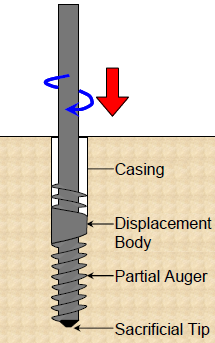 Casing
Displacement
Body
Partial Auger
Sacrificial Tip